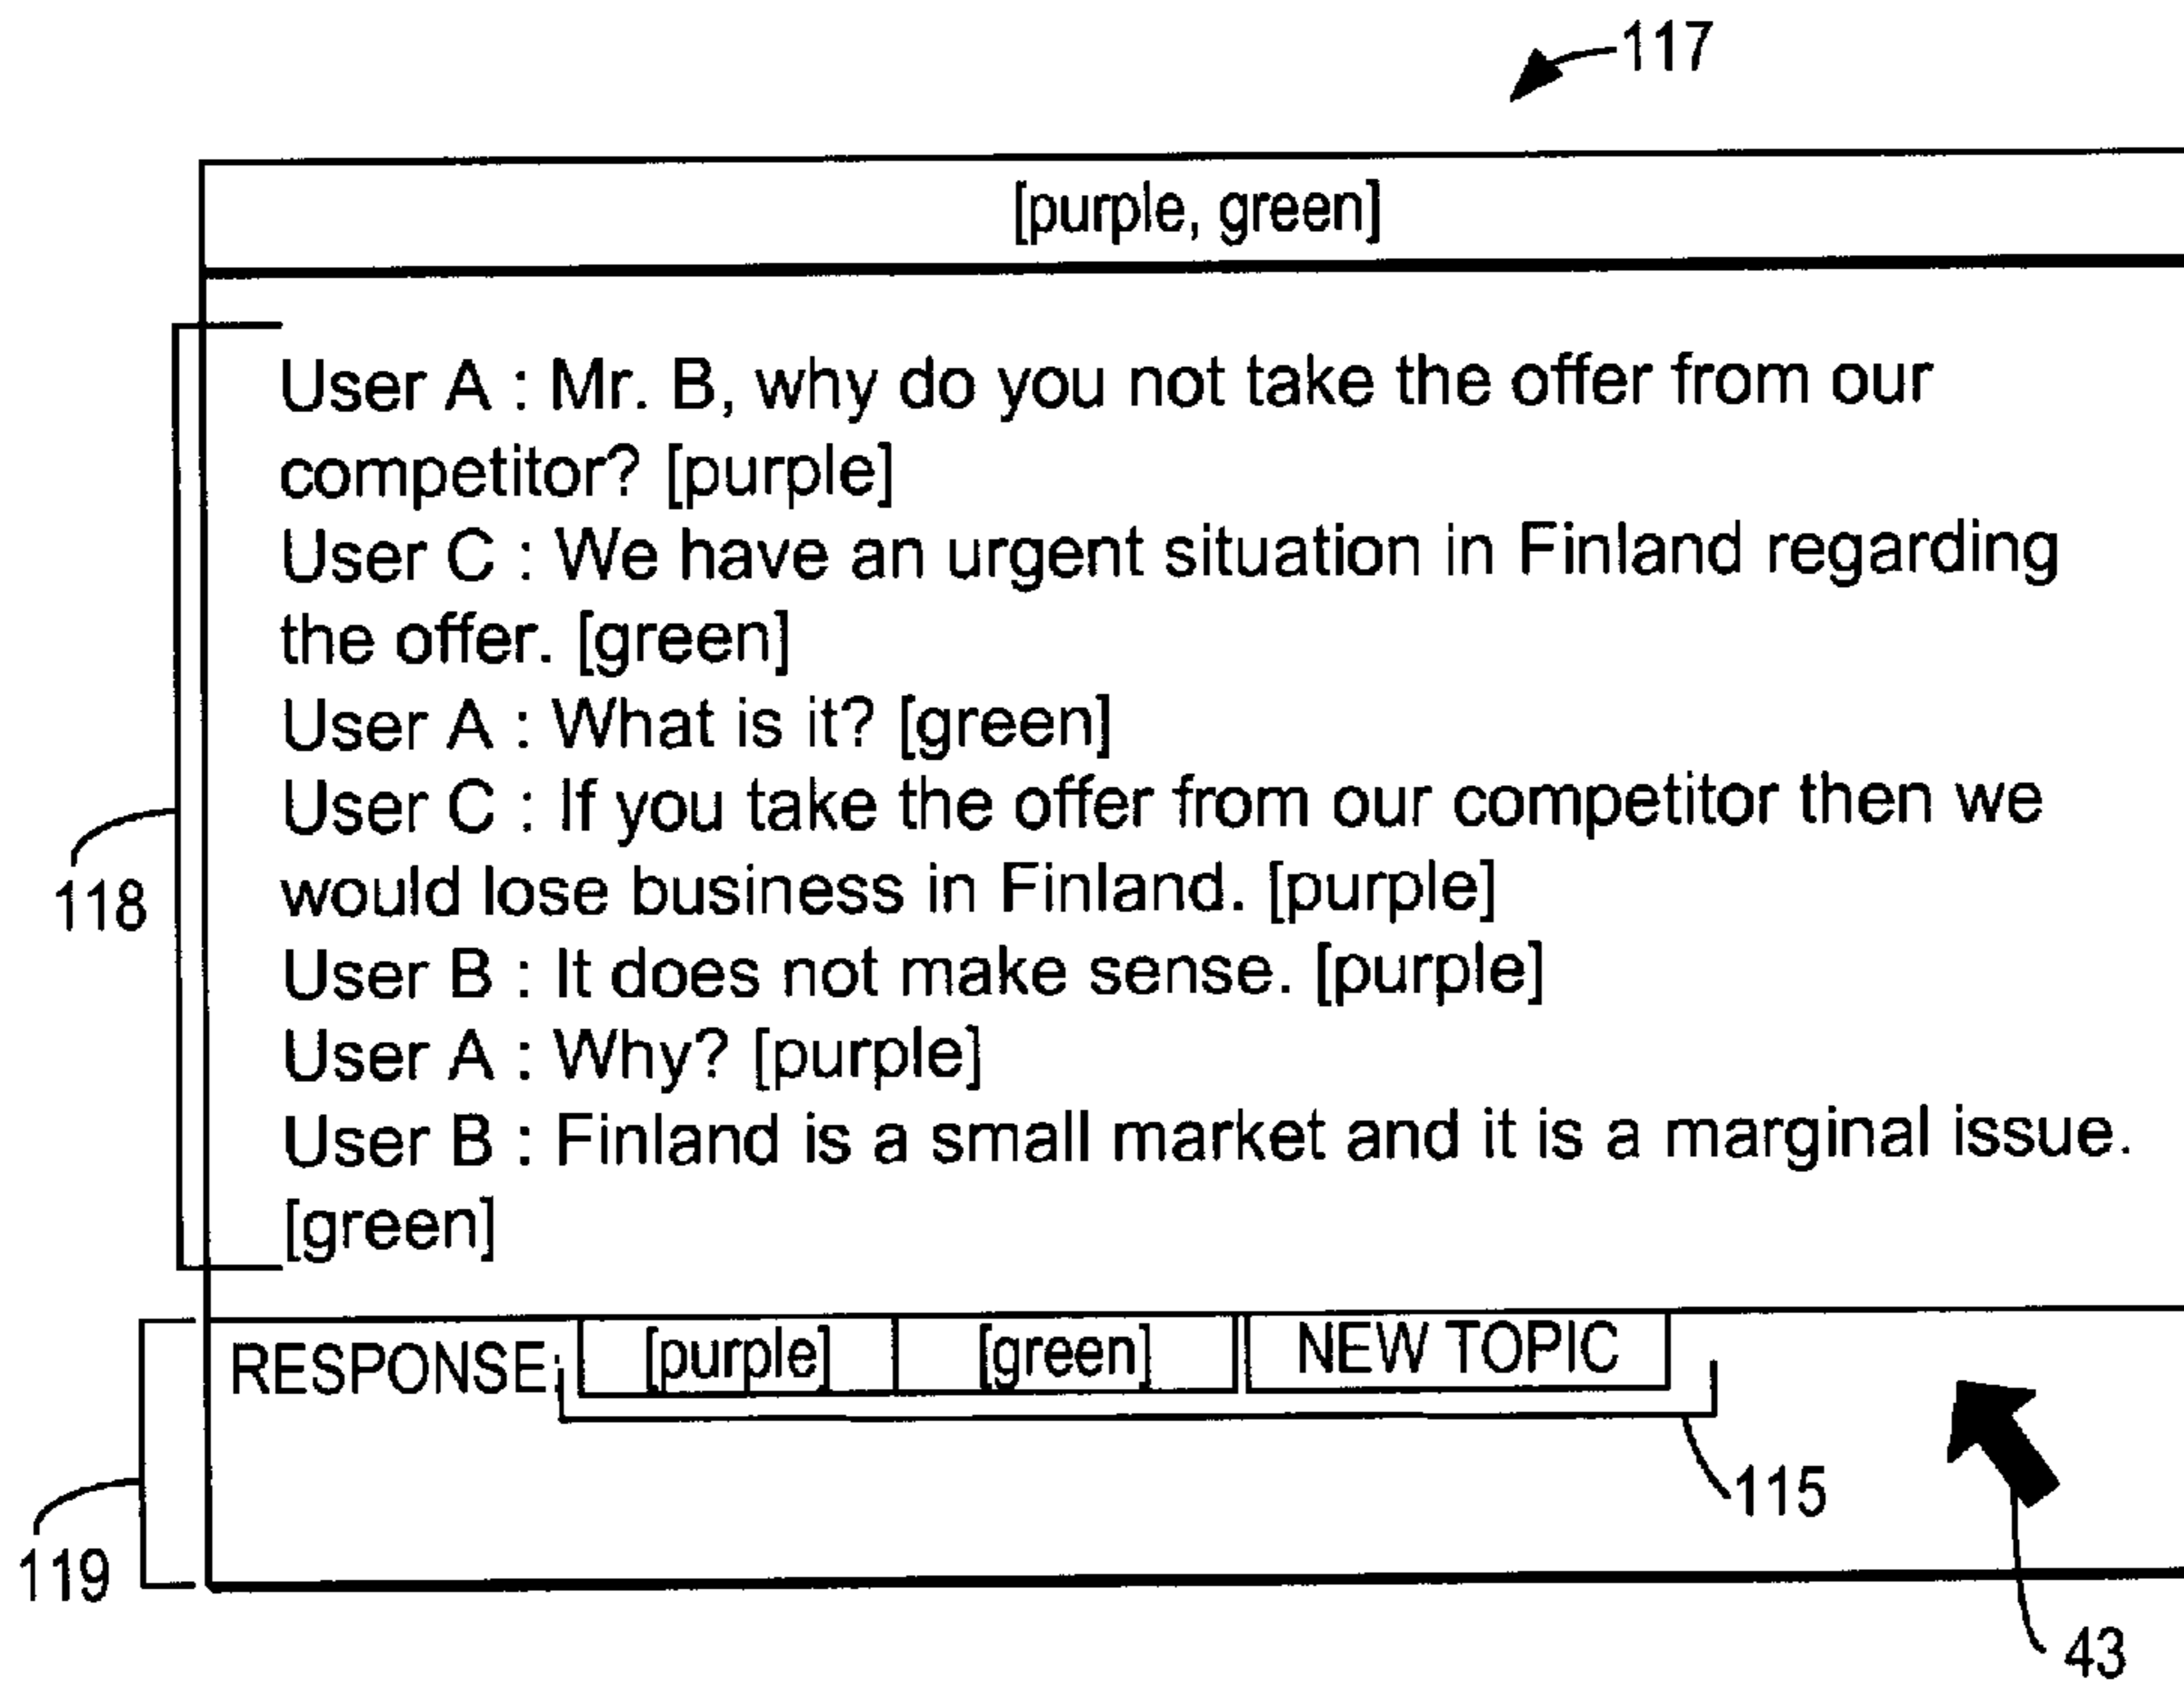 117
[purple, green]
User A : Mr. B, why do you not take the offer from our
competitor? [purple]
User C : We have an urgent situation in Finland regarding
the offer. [green]
User A : What is it? [green]
User C : If you take the offer from our competitor then we
would lose business in Finland. [purple]
User B : It does not make sense. [purple]
User A : Why? [purple]
User B : Finland is a small market and it is a marginal issue.
[green]
118
RESPONSE: [purple] [green] NEW TOPIC
115
119
43